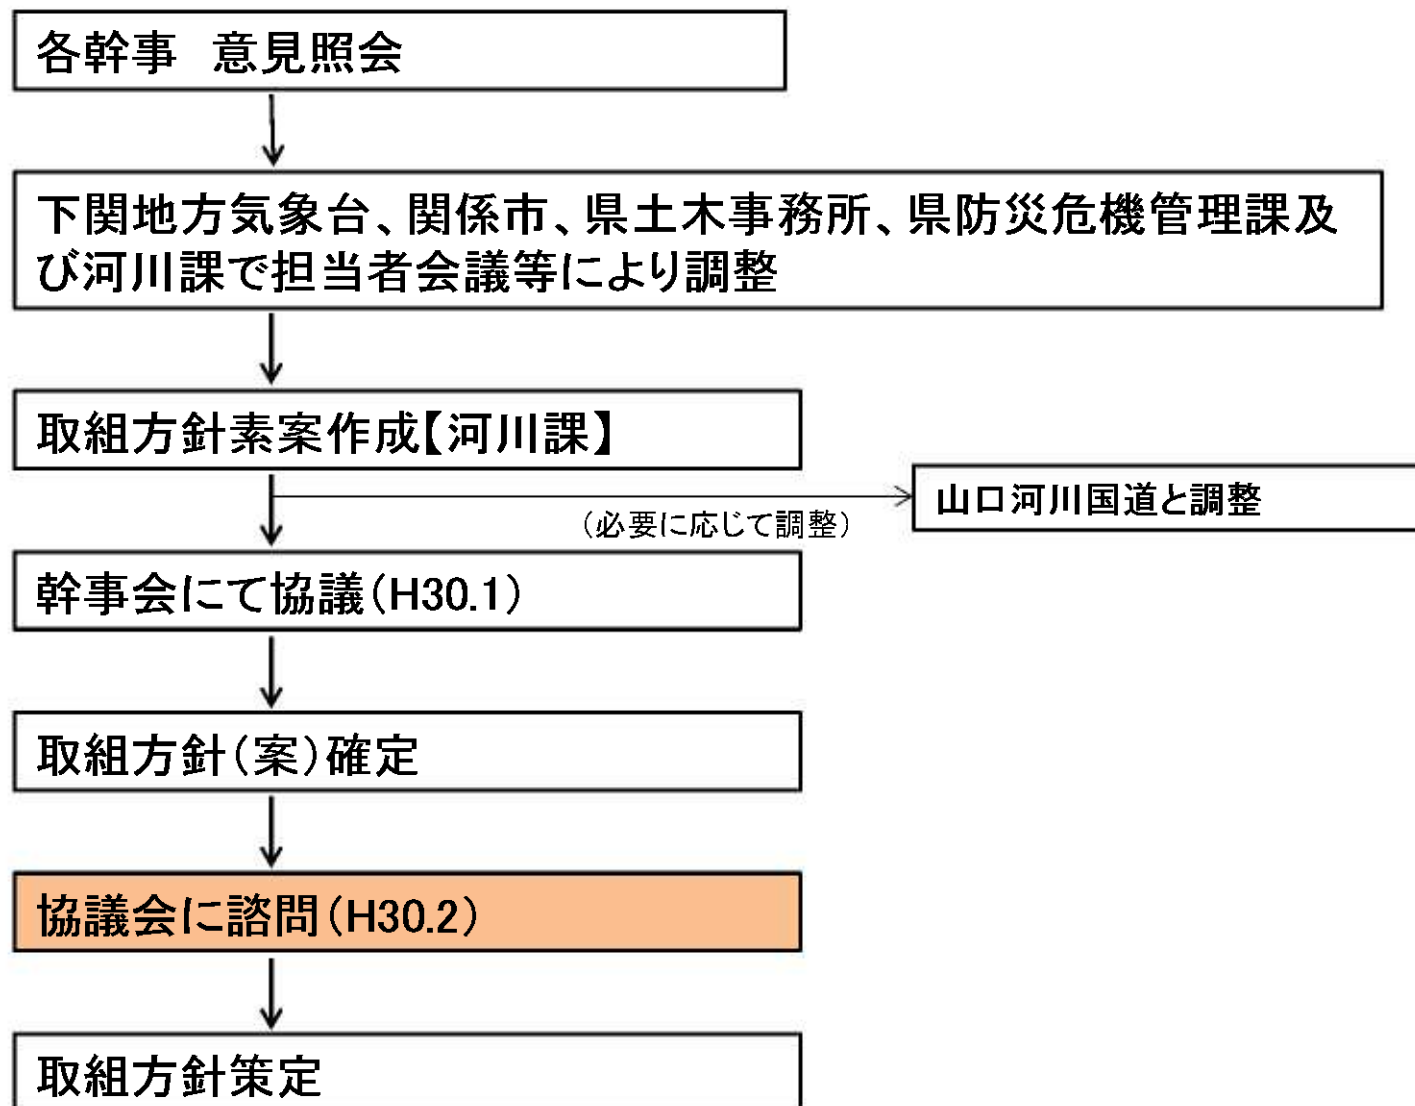 各幹事　意見照会
下関地方気象台、関係市、県土木事務所、県防災危機管理課及
び河川課で担当者会議等により調整
取組方針素案作成【河川課】
山口河川国道と調整
（必要に応じて調整）
幹事会にて協議（H30.1）
取組方針（案）確定
協議会に諮問（H30.2）
取組方針策定